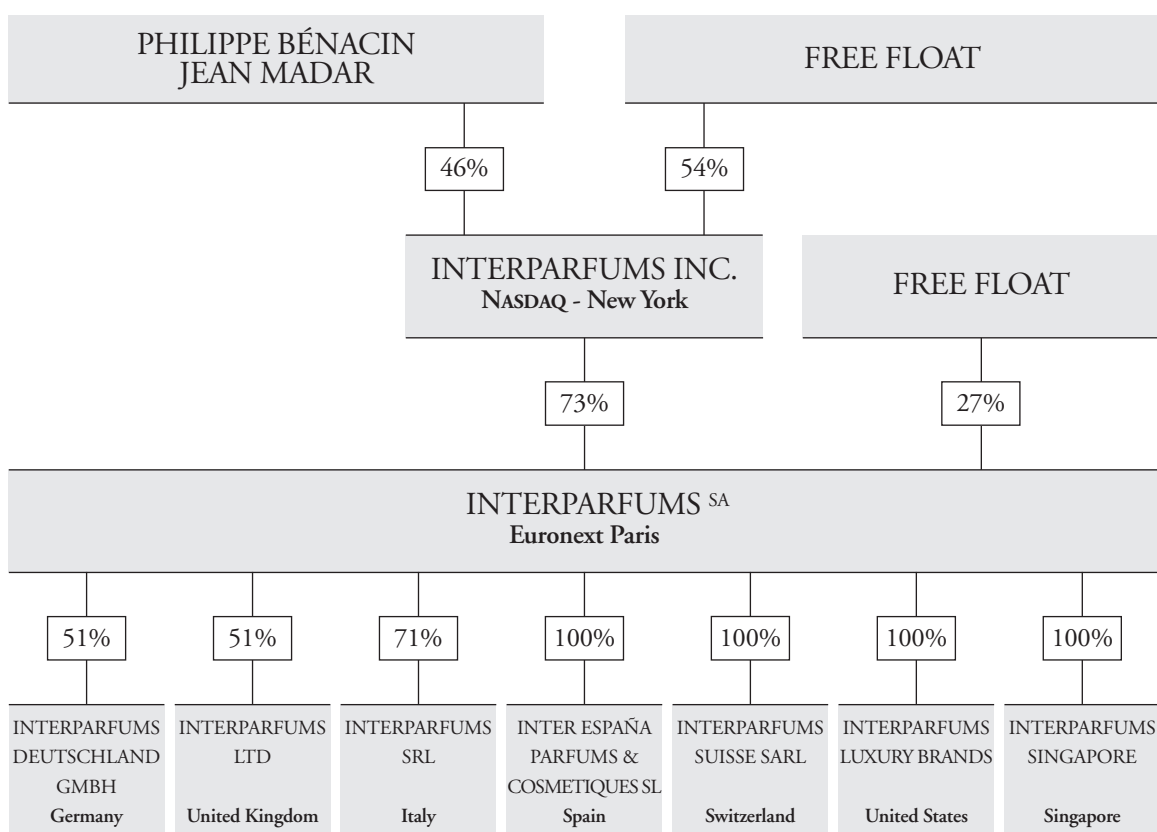 PHILIPPE BÉNACIN
JEAN MADAR
FREE FLOAT
46%
54%
INTERPARFUMS INC.
NASDAQ - New York
FREE FLOAT
73%
27%
INTERPARFUMS SA
Euronext Paris
51%
51%
71%
100%
100%
100%
100%
INTERPARFUMS
DEUTSCHLAND
GMBH
Germany
INTERPARFUMS
LTD
United Kingdom
INTERPARFUMS
SRL
Italy
INTER ESPAÑA
PARFUMS &
COSMETIQUES SL
Spain
INTERPARFUMS
SUISSE SARL
Switzerland
INTERPARFUMS
LUXURY BRANDS
United States
INTERPARFUMS
SINGAPORE
Singapore